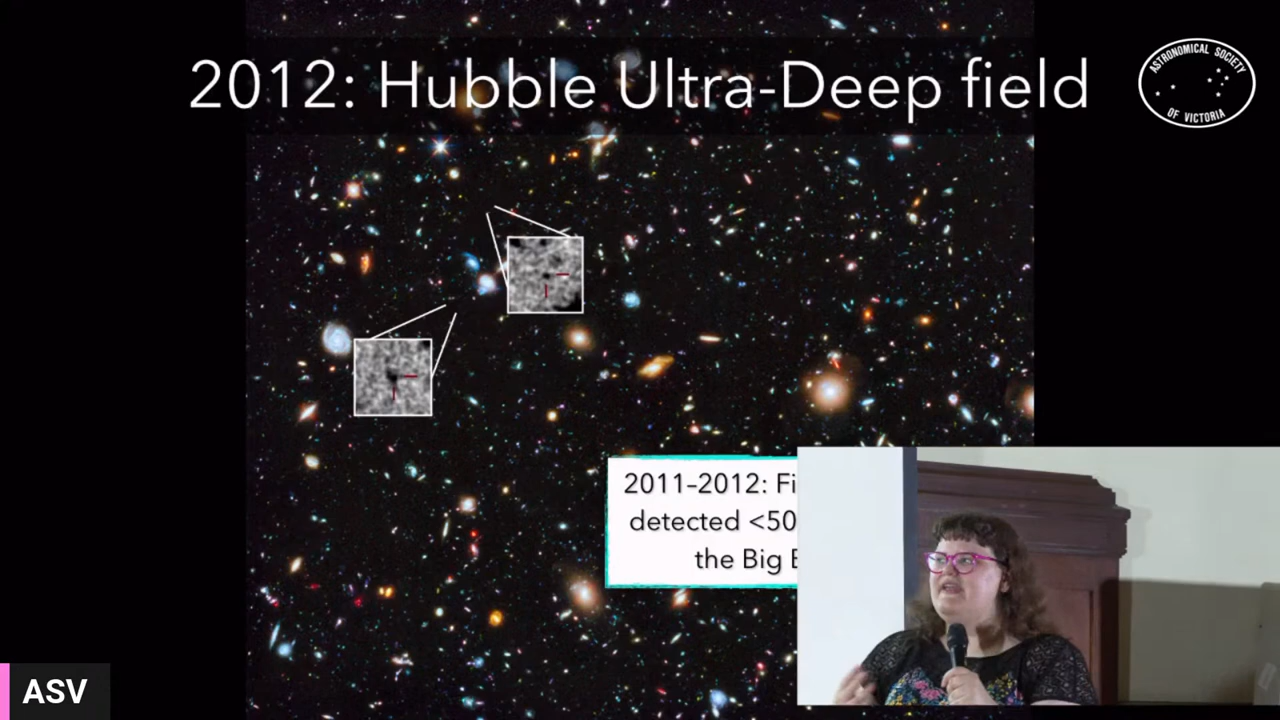 2012: Hubble Ultra-Deep field
ASTRONOMICAL SOCIETY
OF VICTORIA
2011–2012: Fi
detected <50
the Big
ASV